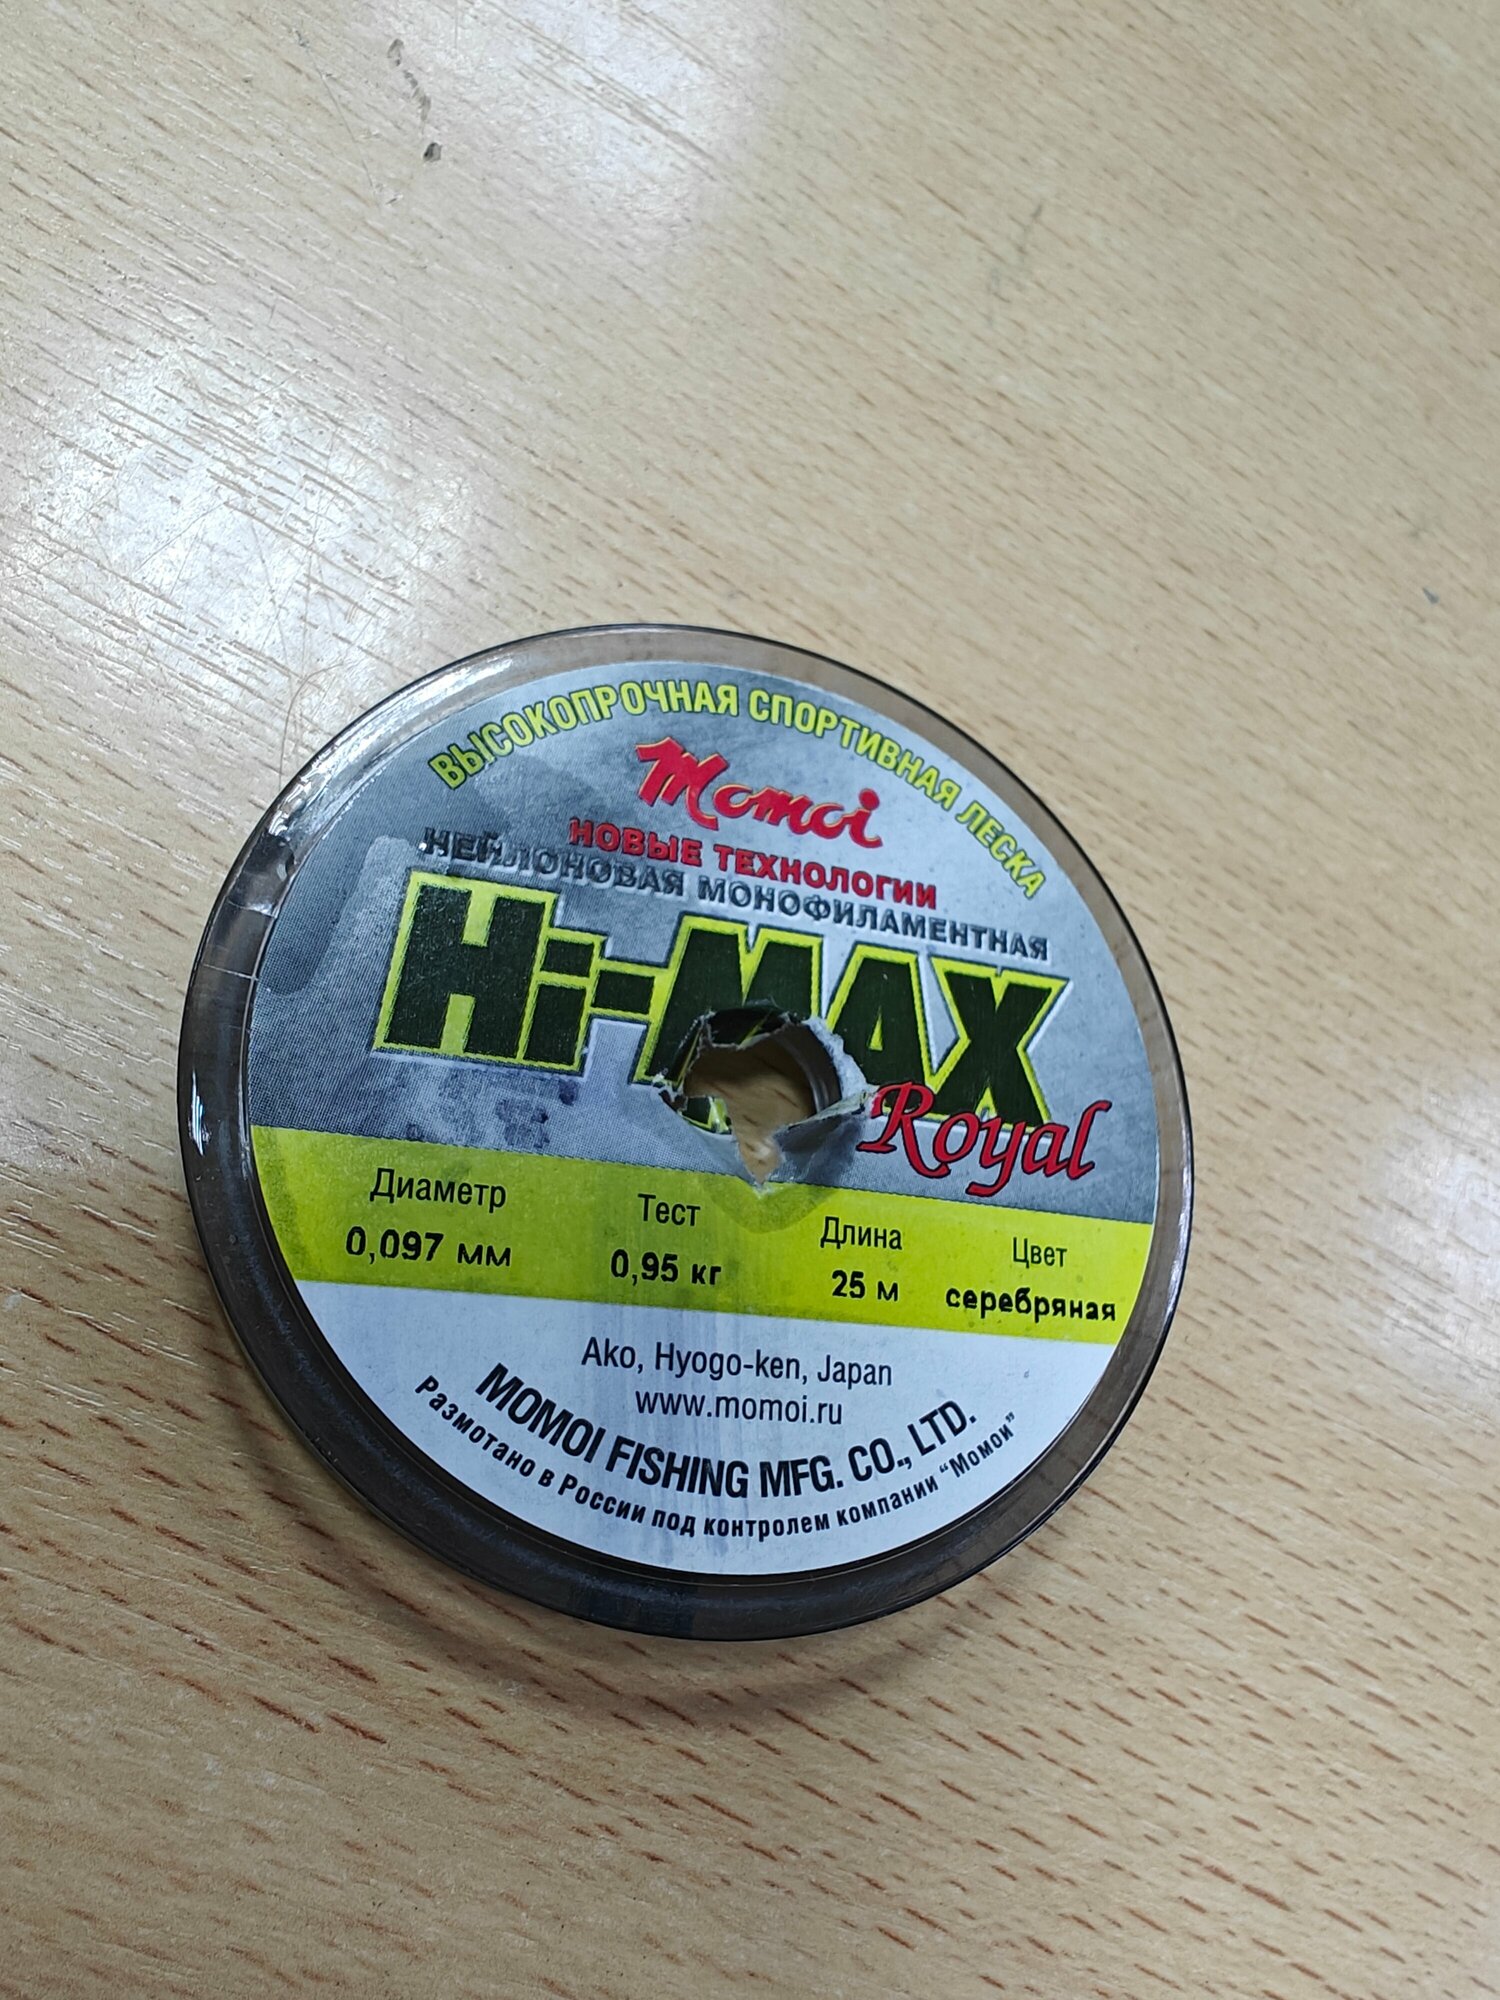 ВЫСОКОПРОЧНАЯ СПОРТИВНАЯ ЛЕСКА
Momoi
НОВЫЕ ТЕХНОЛОГИИ
НЕЙЛОНОВАЯ МОНОФИЛАМЕНТНАЯ
Hi-MAX
Royal
Диаметр Тест Длина Цвет
0,097 мм 0,95 кг 25 м серебряная
Ako, Hyogo-ken, Japan
www.momoi.ru
MOMOI FISHING MFG. CO., LTD.
Размотано в России под контролем компании "Момои"